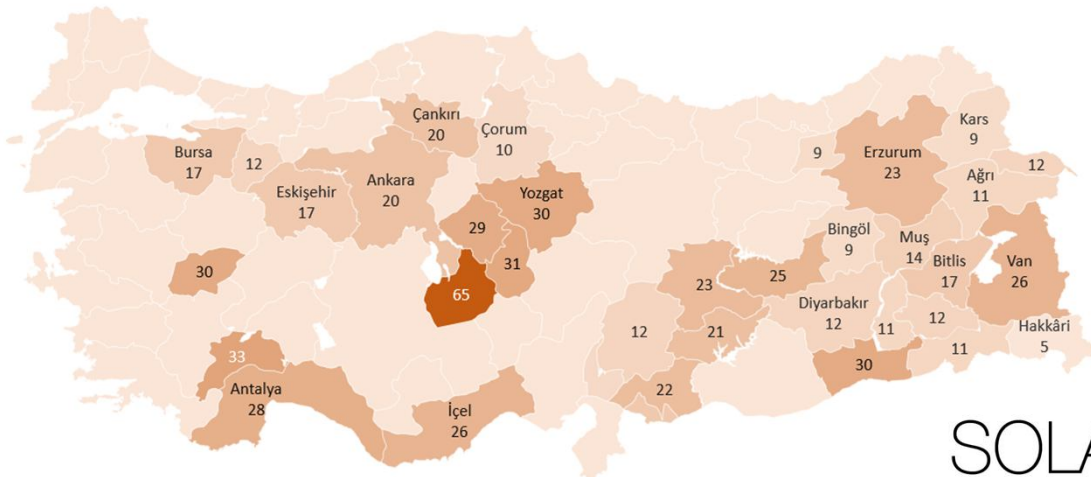 Çankırı
20
Çorum
10
Kars
9
Bursa
17
12
9
Erzurum
23
12
Ağrı
11
Eskişehir
17
Ankara
20
Yozgat
30
29
31
Bingöl
9
Muş
14
Bitlis
17
Van
26
30
65
23
25
Diyarbakır
12
12
21
11
12
Hakkâri
5
11
33
Antalya
28
İçel
26
22
30
SOLA